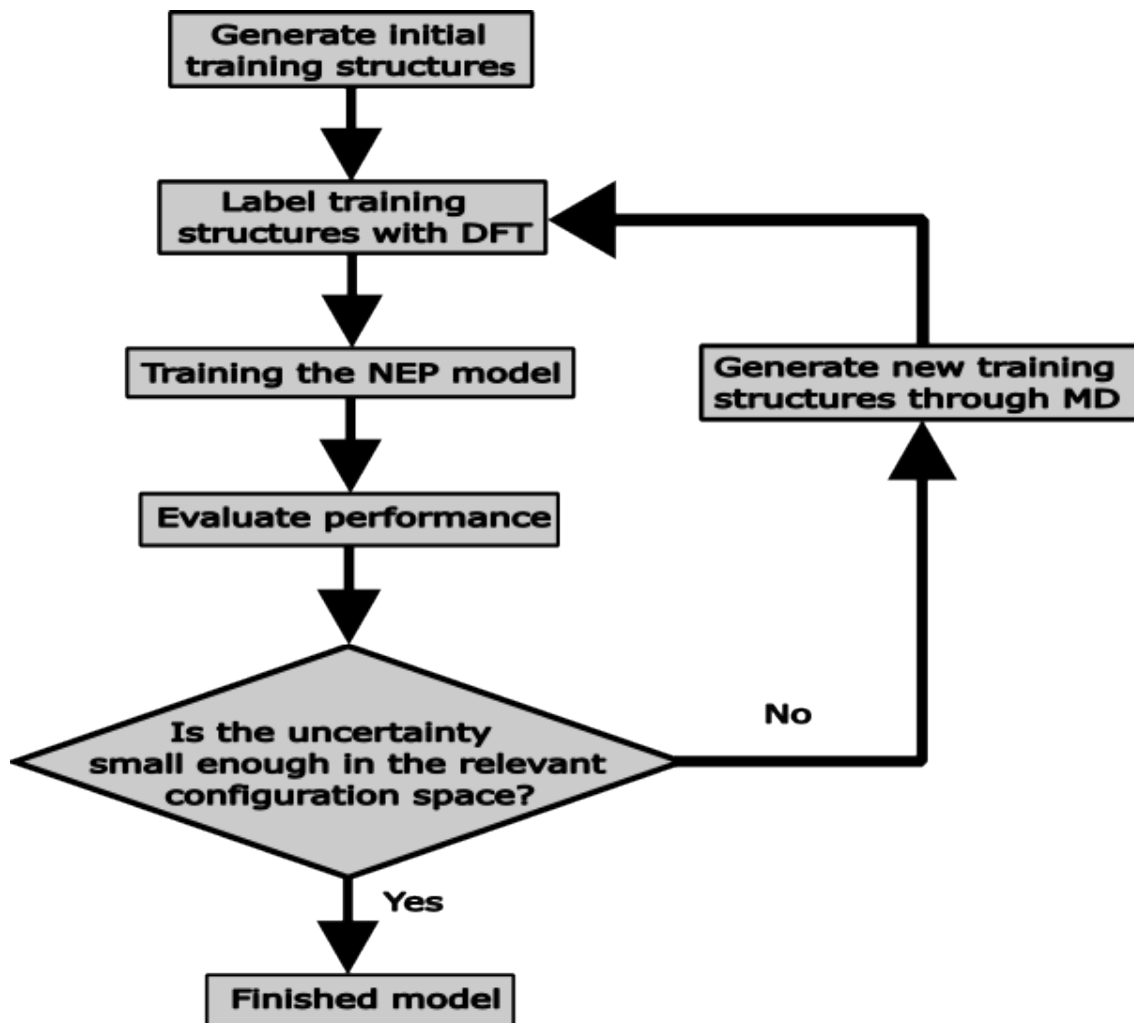 Generate initial
training structures
Label training
structures with DFT
Training the NEP model
Generate new training
structures through MD
Evaluate performance
Is the uncertainty
small enough in the relevant
configuration space?
No
Yes
Finished model